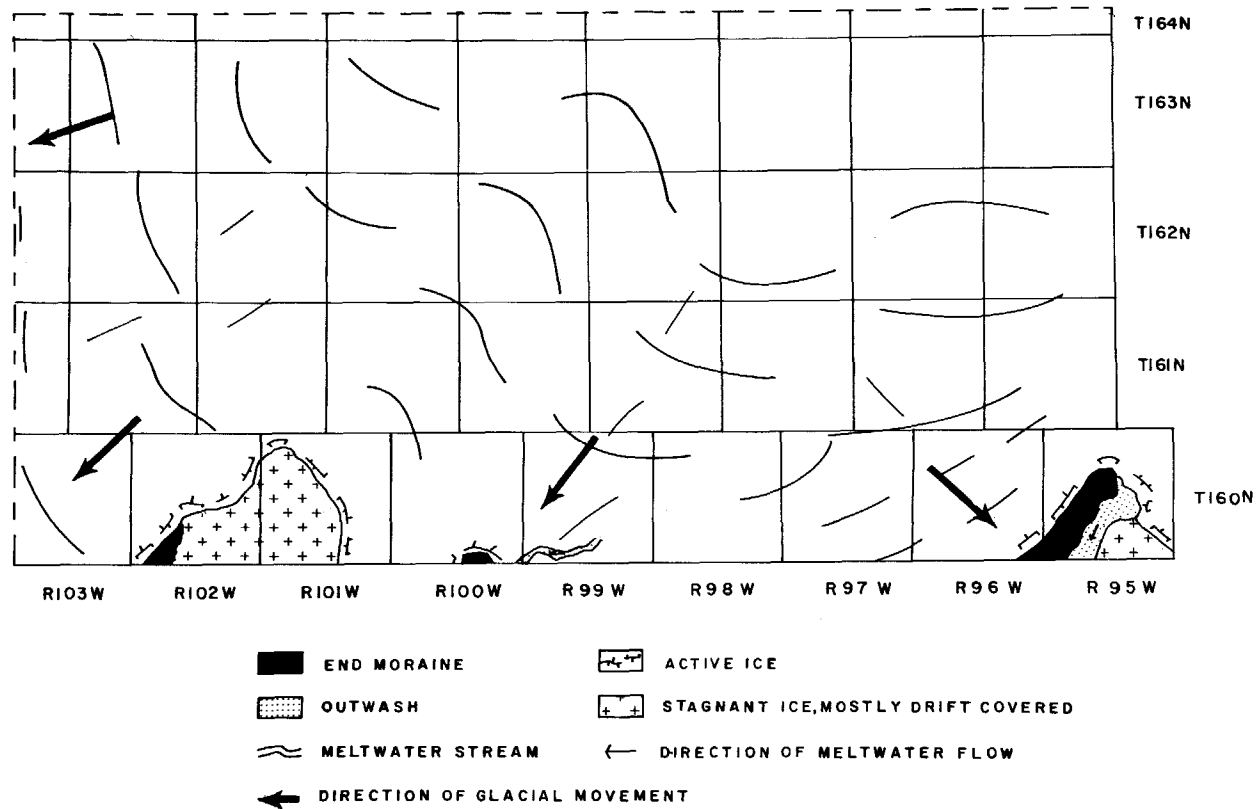 T164N
T163N
T162N
T161N
T160N
R103W R102W R101W R100W R99W R98W R97W R96W R95W
END MORAINE
ACTIVE ICE
OUTWASH
STAGNANT ICE, MOSTLY DRIFT COVERED
MELTWATER STREAM
DIRECTION OF MELTWATER FLOW
DIRECTION OF GLACIAL MOVEMENT